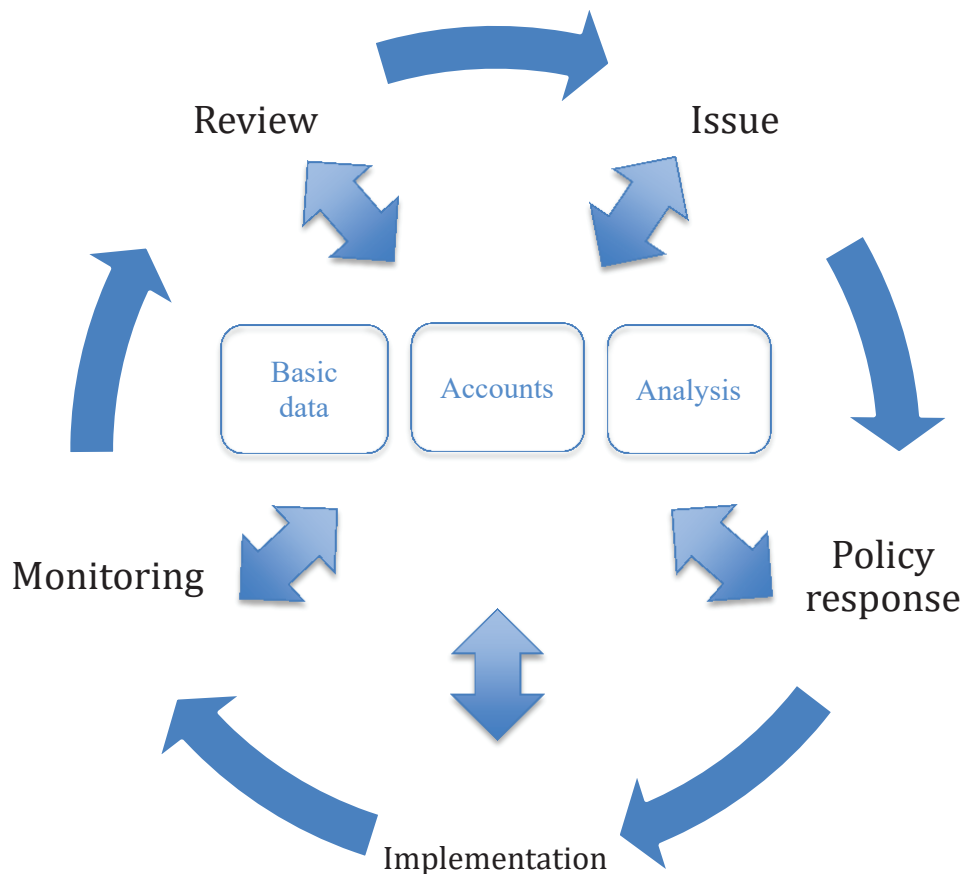 Review
Issue
Basic
data
Accounts
Analysis
Monitoring
Policy
response
Implementation